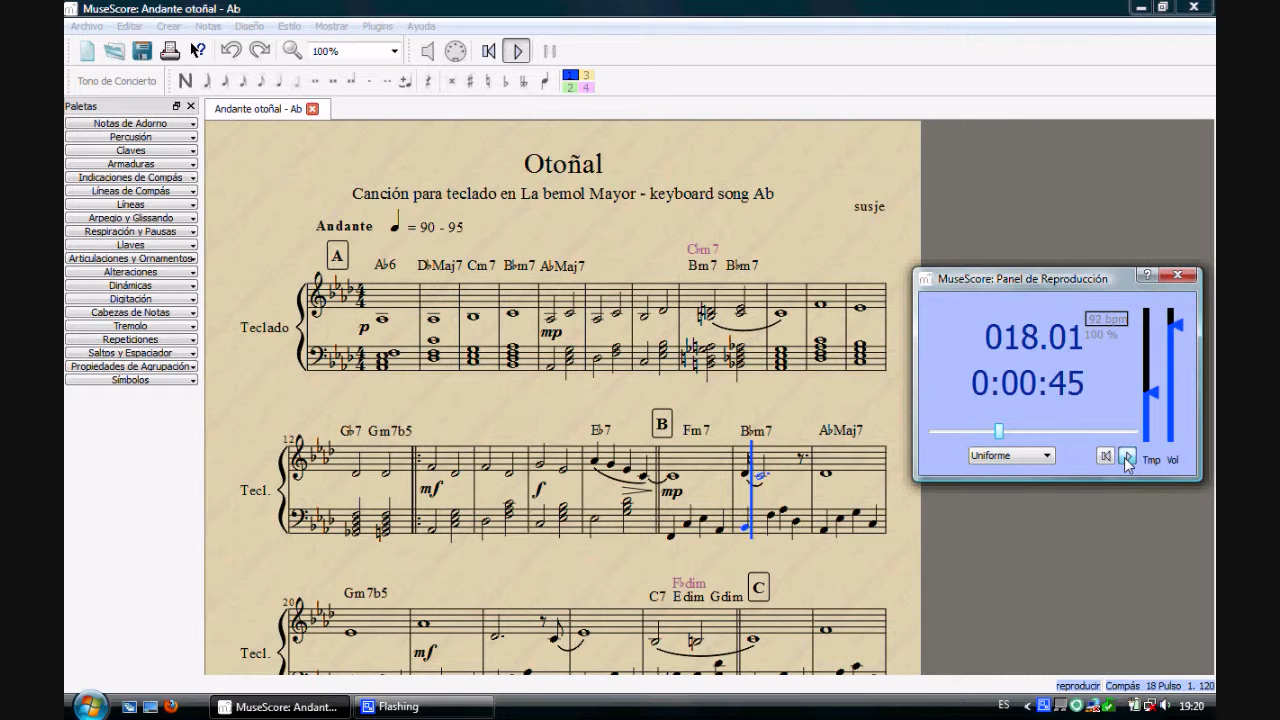 MuseScore: Andante otoñal - Ab
Archivo Editar Crear Notas Diseño Estilo Mostrar Plugins Ayuda
100%
Tono de Concierto N 1 3
2 4
Paletas
Andante otoñal - Ab
Notas de Adorno
Percusión
Claves
Armaduras
Indicaciones de Compás
Líneas de Compás
Líneas
Arpegio y Glissando
Respiración y Pausas
Llaves
Articulaciones y Ornamentos
Alteraciones
Dinámicas
Digitación
Cabezas de Notas
Tremolo
Repeticiones
Saltos y Espaciador
Propiedades de Agrupación
Símbolos
Otoñal
Canción para teclado en La bemol Mayor - keyboard song Ab
susje
Andante = 90 - 95
A
C♭m7
A♭6 D♭Maj7 Cm7 B♭m7 A♭Maj7 Bm7 B♭m7
Teclado
p mp
B
G♭7 Gm7b5 E♭7 Fm7 B♭m7 A♭Maj7
12
Tecl.
mf f mp
C
F♭dim
Gm7b5 C7 Edim Gdim
20
Tecl.
mf
MuseScore: Panel de Reproducción
92 bpm
018.01 100 %
0:00:45
Uniforme
Tmp Vol
reproducir Compás 18 Pulso 1. 120
MuseScore: Andant...
Flashing
ES
19:20